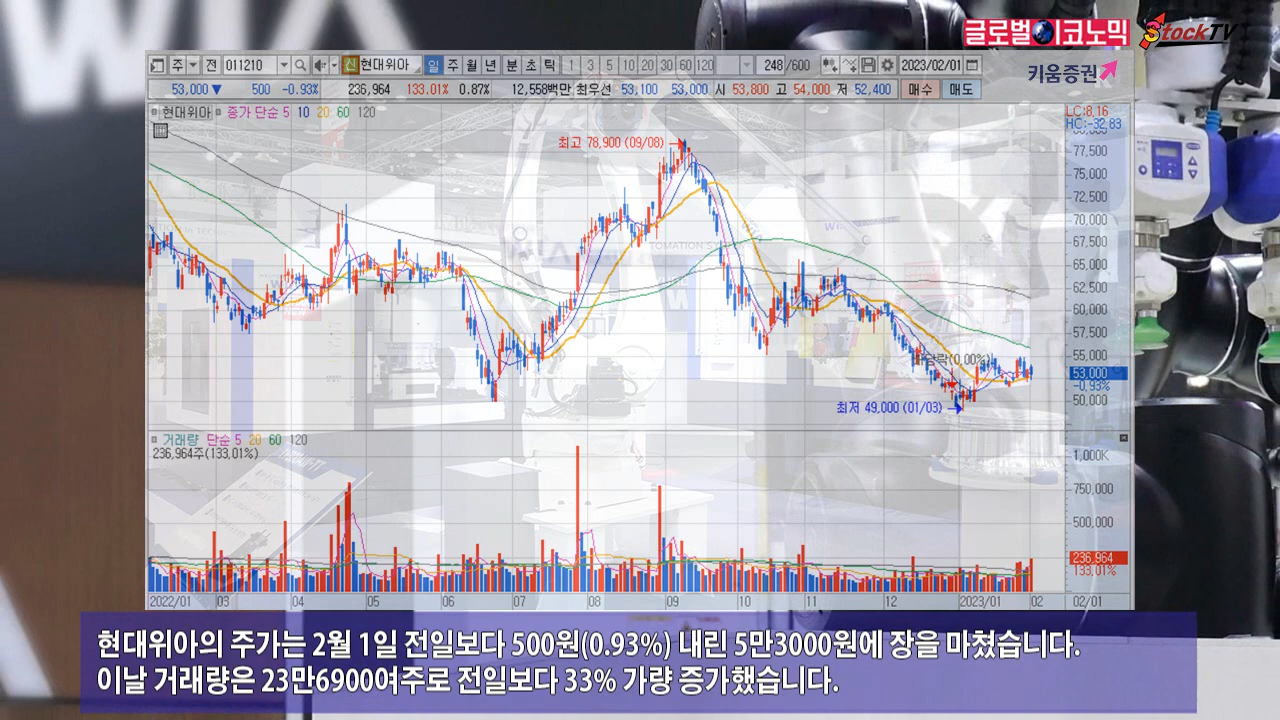 WIA
글로벌이코노믹
StockTV
주 전 011210 신 현대위아 일 주 월 년 분 초 틱 1 3 5 10 20 30 60 120 248 /600 2023/02/01
키움증권
53,000▼ 500 -0.93% 236,964 133.01% 0.87% 12,558백만 최우선 53,100 53,000 시 53,800 고 54,000 저 52,400 매수 매도
현대위아 종가 단순 5 10 20 60 120
LC:8.16
HC:-32.83
최고 78,900 (09/08)
77,500
75,000
72,500
70,000
67,500
65,000
62,500
60,000
57,500
55,000
53,000
-0.93%
50,000
(0.00%)
최저 49,000 (01/03)
거래량 단순 5 20 60 120
236,964주(133.01%)
1,000K
750,000
500,000
236,964
133.01%
2022/01 03 04 05 06 07 08 09 10 11 12 2023/01 02 02/01
현대위아의 주가는 2월 1일 전일보다 500원(0.93%) 내린 5만3000원에 장을 마쳤습니다.
이날 거래량은 23만6900여주로 전일보다 33% 가량 증가했습니다.